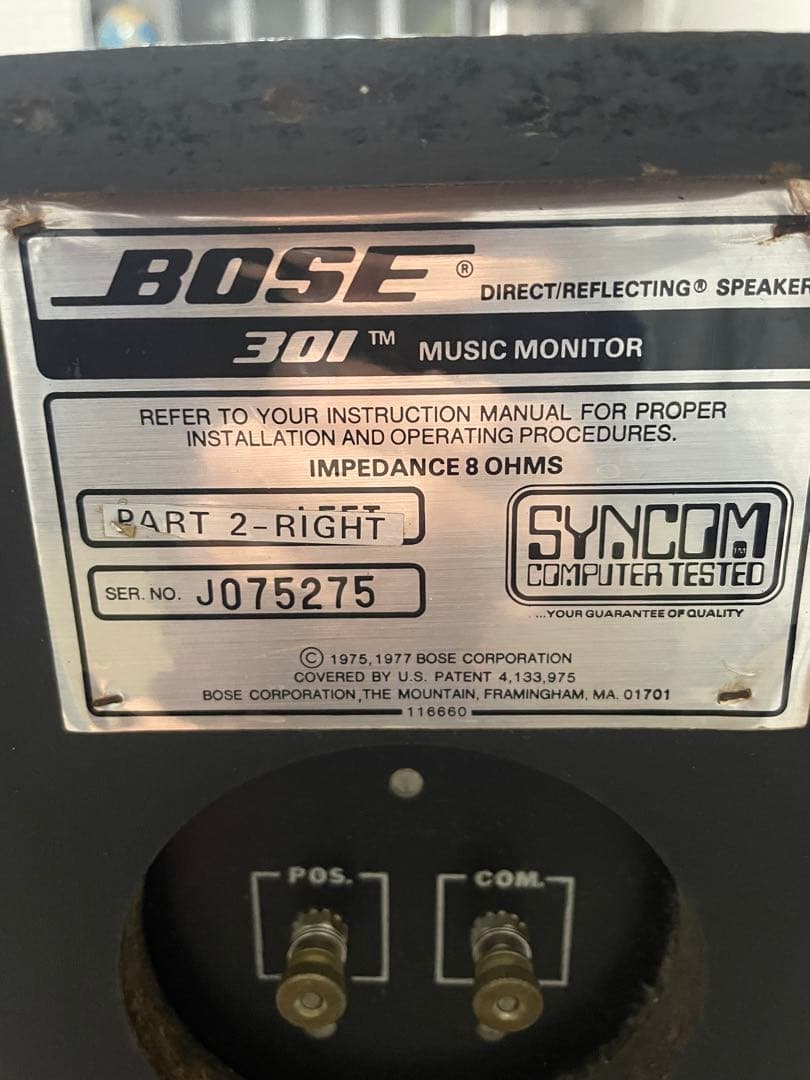 BOSE®
DIRECT/REFLECTING® SPEAKER
301™ MUSIC MONITOR
REFER TO YOUR INSTRUCTION MANUAL FOR PROPER
INSTALLATION AND OPERATING PROCEDURES.
IMPEDANCE 8 OHMS
PART 2-RIGHT
SYNCOM™
COMPUTER TESTED
SER. NO. J075275
...YOUR GUARANTEE OF QUALITY
© 1975,1977 BOSE CORPORATION
COVERED BY U.S. PATENT 4,133,975
BOSE CORPORATION,THE MOUNTAIN, FRAMINGHAM, MA. 01701
116660
POS. COM.